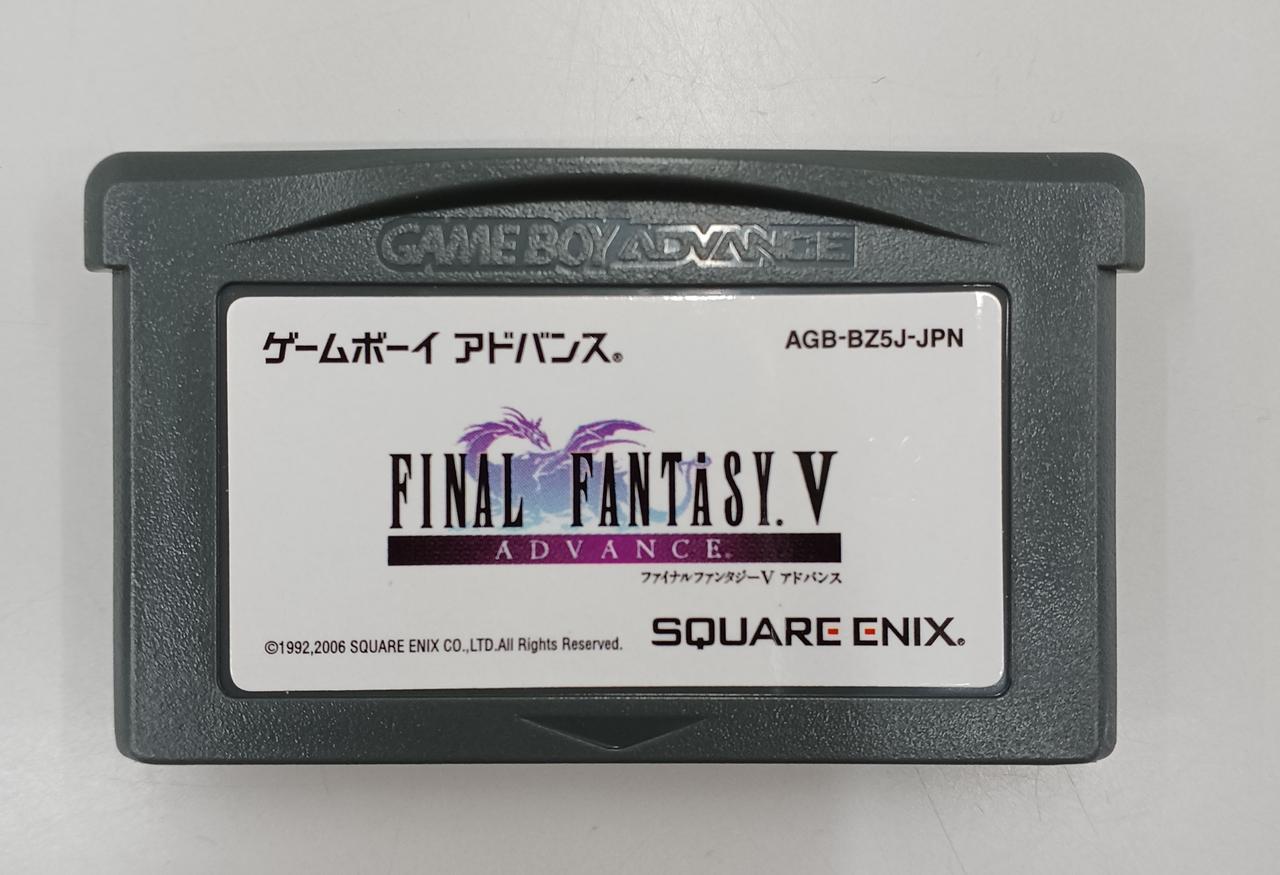 GAME BOY ADVANCE
ゲームボーイ アドバンス®
AGB-BZ5J-JPN
FINAL FANTASY. V
ADVANCE®
ファイナルファンタジーV アドバンス
©1992,2006 SQUARE ENIX CO.,LTD.All Rights Reserved.
SQUARE ENIX®